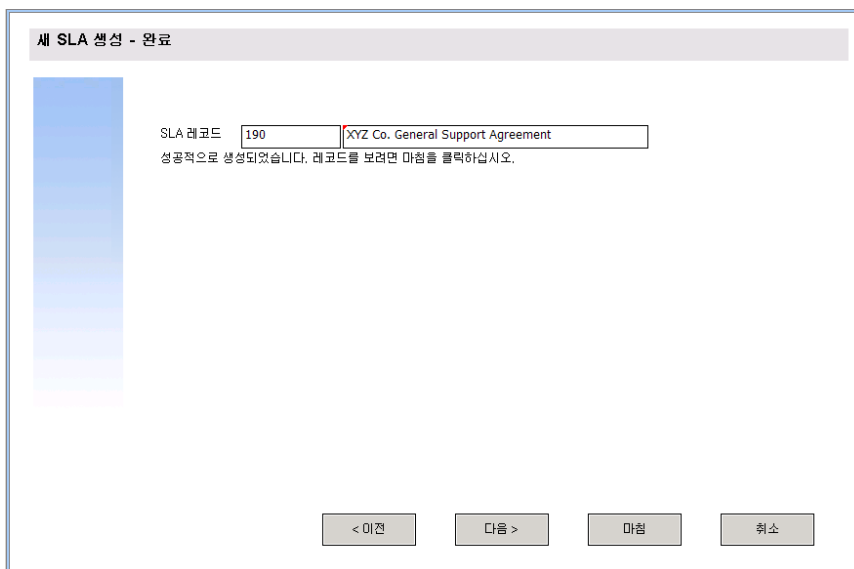 새 SLA 생성 - 완료
SLA 레코드 190 XYZ Co. General Support Agreement
성공적으로 생성되었습니다. 레코드를 보려면 마침을 클릭하십시오.
< 이전 다음 > 마침 취소